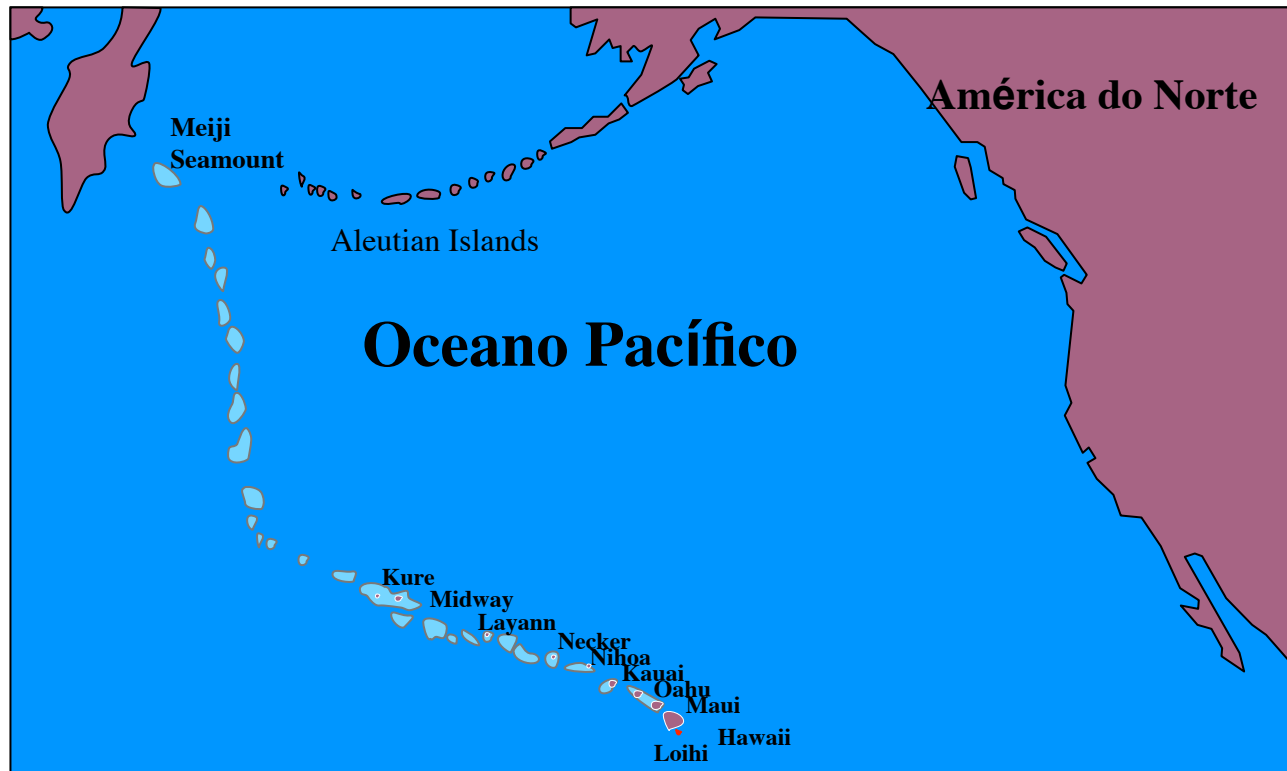 América do Norte
Meiji
Seamount
Aleutian Islands
Oceano Pacífico
Kure
Midway
Layann
Necker
Nihoa
Kauai
Oahu
Maui
Hawaii
Loihi